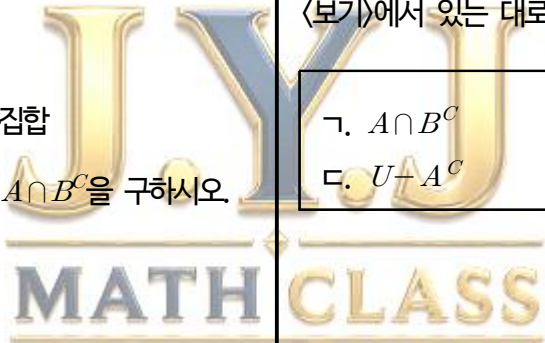 집합
A∩B^C을 구하시오.
〈보기〉에서 있는 대로
ㄱ. A∩B^C
ㄷ. U-A^C
J.Y.J
MATH CLASS